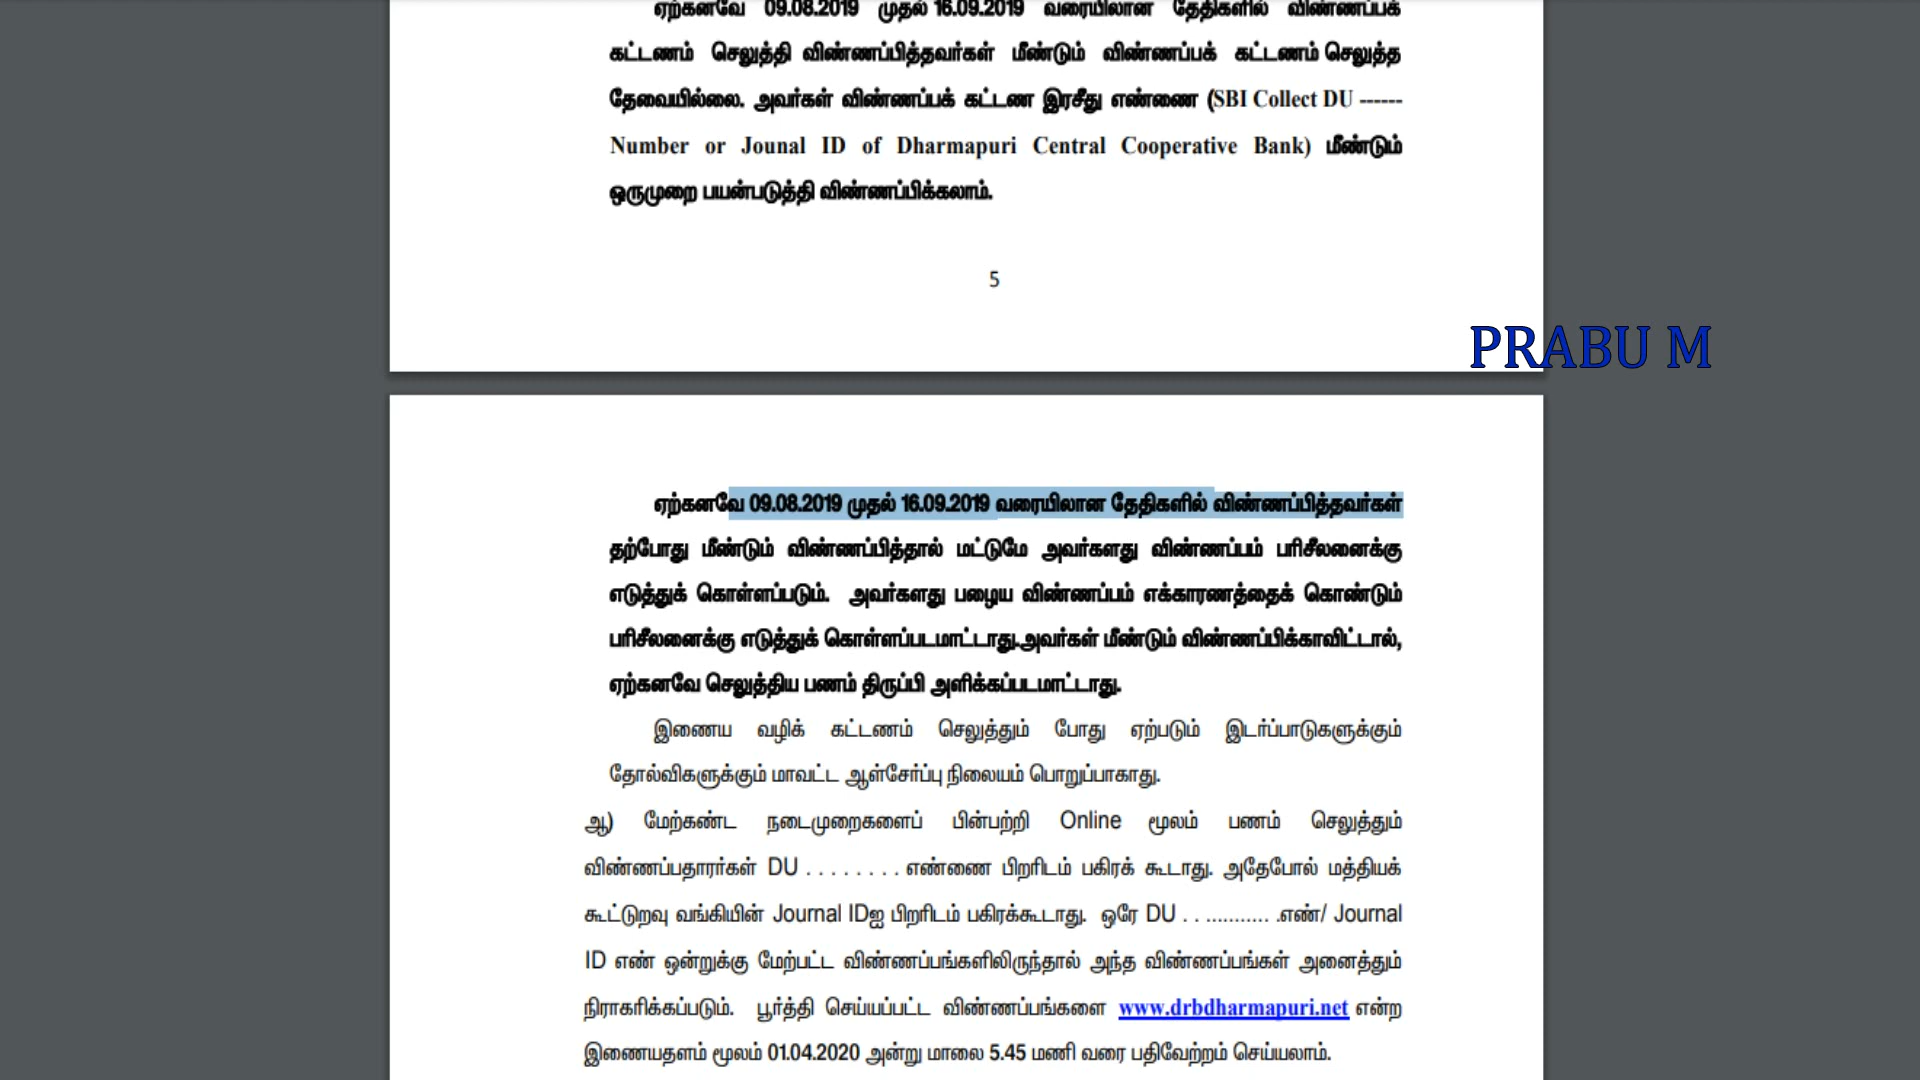 ஏற்கனவே 09.08.2019 முதல் 16.09.2019 வரையிலான தேதிகளில் விண்ணப்பக்
கட்டணம் செலுத்தி விண்ணப்பித்தவர்கள் மீண்டும் விண்ணப்பக் கட்டணம் செலுத்த
தேவையில்லை. அவர்கள் விண்ணப்பக் கட்டண இரசீது எண்ணை (SBI Collect DU ------
Number or Jounal ID of Dharmapuri Central Cooperative Bank) மீண்டும்
ஒருமுறை பயன்படுத்தி விண்ணப்பிக்கலாம்.
5
PRABU M
ஏற்கனவே 09.08.2019 முதல் 16.09.2019 வரையிலான தேதிகளில் விண்ணப்பித்தவர்கள்
தற்போது மீண்டும் விண்ணப்பித்தால் மட்டுமே அவர்களது விண்ணப்பம் பரிசீலனைக்கு
எடுத்துக் கொள்ளப்படும். அவர்களது பழைய விண்ணப்பம் எக்காரணத்தைக் கொண்டும்
பரிசீலனைக்கு எடுத்துக் கொள்ளப்படமாட்டாது.அவர்கள் மீண்டும் விண்ணப்பிக்காவிட்டால்,
ஏற்கனவே செலுத்திய பணம் திருப்பி அளிக்கப்படமாட்டாது.
இணைய வழிக் கட்டணம் செலுத்தும் போது ஏற்படும் இடர்ப்பாடுகளுக்கும்
தோல்விகளுக்கும் மாவட்ட ஆள்சேர்ப்பு நிலையம் பொறுப்பாகாது.
ஆ) மேற்கண்ட நடைமுறைகளைப் பின்பற்றி Online மூலம் பணம் செலுத்தும்
விண்ணப்பதாரர்கள் DU . . . . . . . . எண்ணை பிறரிடம் பகிரக் கூடாது. அதேபோல் மத்தியக்
கூட்டுறவு வங்கியின் Journal IDஐ பிறரிடம் பகிரக்கூடாது. ஒரே DU . . ........... .எண்/ Journal
ID எண் ஒன்றுக்கு மேற்பட்ட விண்ணப்பங்களிலிருந்தால் அந்த விண்ணப்பங்கள் அனைத்தும்
நிராகரிக்கப்படும். பூர்த்தி செய்யப்பட்ட விண்ணப்பங்களை www.drbdharmapuri.net என்ற
இணையதளம் மூலம் 01.04.2020 அன்று மாலை 5.45 மணி வரை பதிவேற்றம் செய்யலாம்.